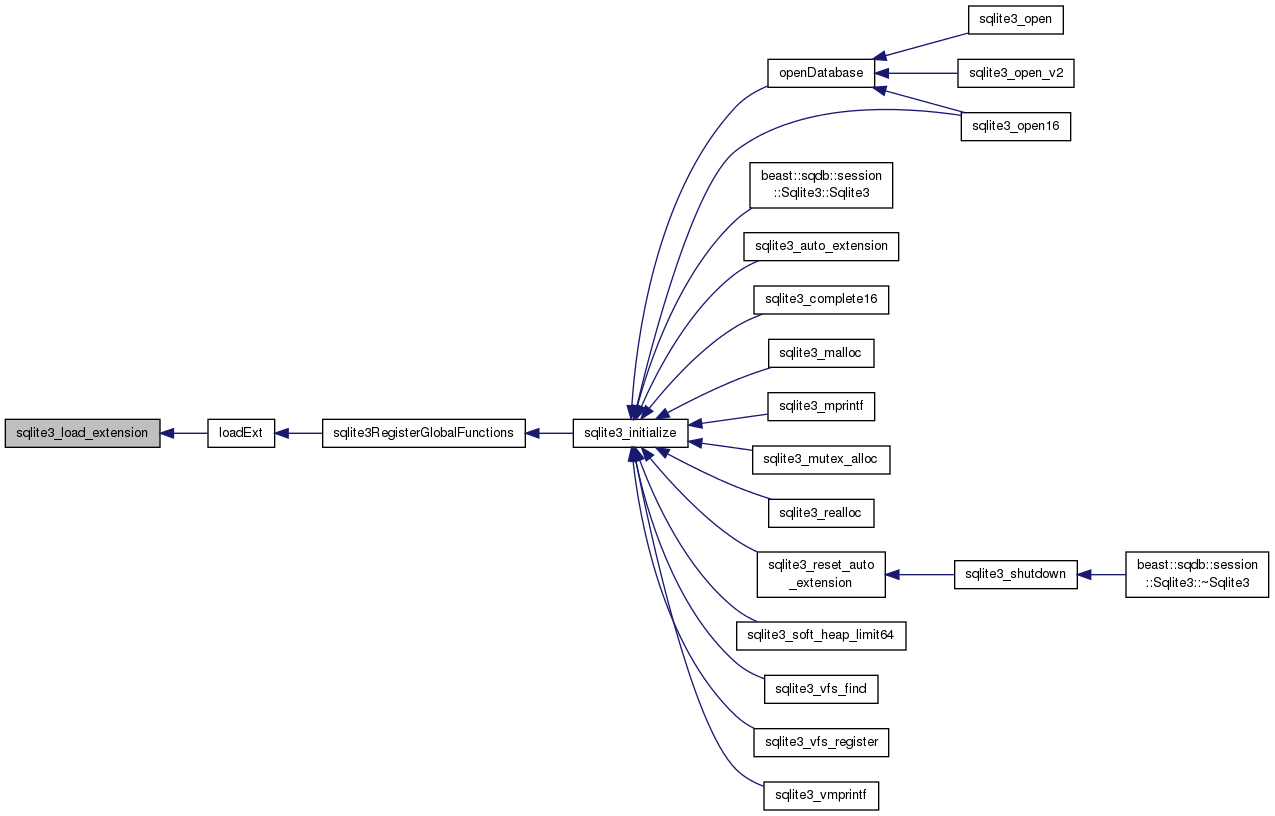 sqlite3_open
openDatabase
sqlite3_open_v2
sqlite3_open16
beast::sqdb::session
::Sqlite3::Sqlite3
sqlite3_auto_extension
sqlite3_complete16
sqlite3_malloc
sqlite3_mprintf
sqlite3_load_extension
loadExt
sqlite3RegisterGlobalFunctions
sqlite3_initialize
sqlite3_mutex_alloc
sqlite3_realloc
sqlite3_reset_auto
_extension
sqlite3_shutdown
beast::sqdb::session
::Sqlite3::~Sqlite3
sqlite3_soft_heap_limit64
sqlite3_vfs_find
sqlite3_vfs_register
sqlite3_vmprintf